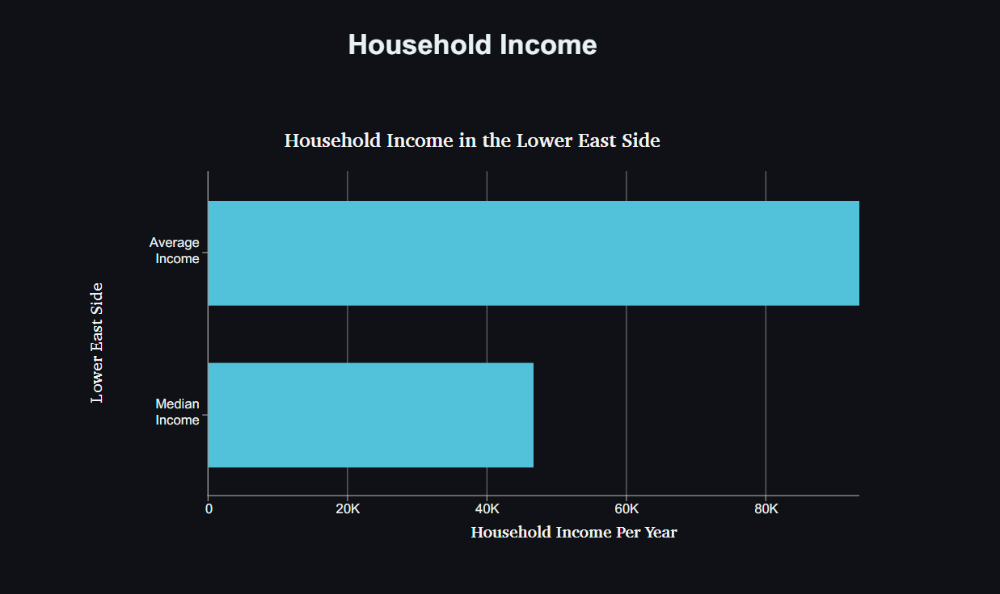 Household Income
Household Income in the Lower East Side
Average
Income
Lower East Side
Median
Income
0
20K
40K
60K
80K
Household Income Per Year